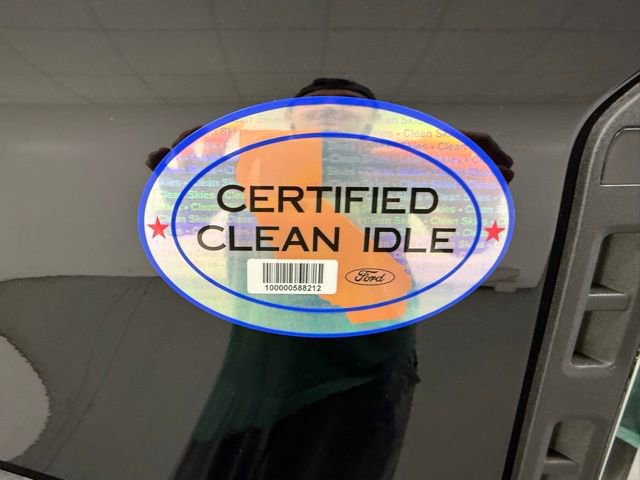 CERTIFIED
CLEAN IDLE
100000588212
Ford